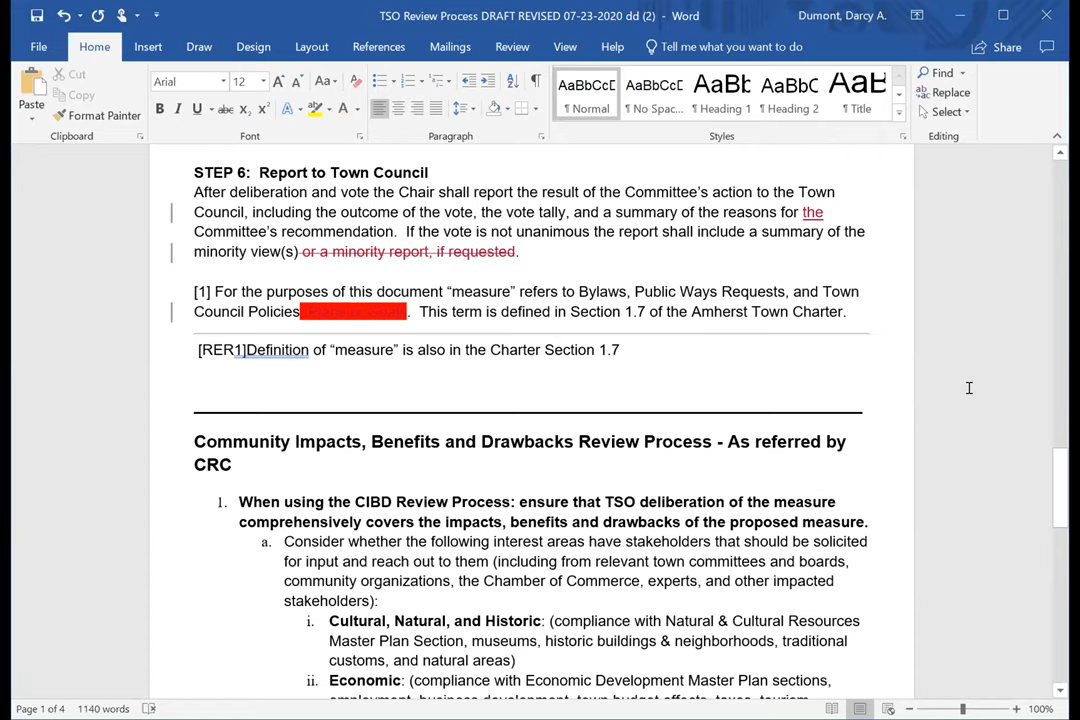 TSO Review Process DRAFT REVISED 07-23-2020 dd (2) - Word
Dumont, Darcy A.
File Home Insert Draw Design Layout References Mailings Review View Help Tell me what you want to do Share
Paste
Cut
Copy
Format Painter
Clipboard
Arial 12
Font
Paragraph
AaBbCcD AaBbCcD AaBbC AaBbCc AaB
¶ Normal ¶ No Spac... ¶ Heading 1 ¶ Heading 2 ¶ Title
Styles
Find
Replace
Select
Editing
STEP 6: Report to Town Council
After deliberation and vote the Chair shall report the result of the Committee’s action to the Town
Council, including the outcome of the vote, the vote tally, and a summary of the reasons for the
Committee’s recommendation. If the vote is not unanimous the report shall include a summary of the
minority view(s) or a minority report, if requested.
[1] For the purposes of this document “measure” refers to Bylaws, Public Ways Requests, and Town
Council Policies. This term is defined in Section 1.7 of the Amherst Town Charter.
[RER1]Definition of “measure” is also in the Charter Section 1.7
Community Impacts, Benefits and Drawbacks Review Process - As referred by
CRC
1. When using the CIBD Review Process: ensure that TSO deliberation of the measure
comprehensively covers the impacts, benefits and drawbacks of the proposed measure.
a. Consider whether the following interest areas have stakeholders that should be solicited
for input and reach out to them (including from relevant town committees and boards,
community organizations, the Chamber of Commerce, experts, and other impacted
stakeholders):
i. Cultural, Natural, and Historic: (compliance with Natural & Cultural Resources
Master Plan Section, museums, historic buildings & neighborhoods, traditional
customs, and natural areas)
ii. Economic: (compliance with Economic Development Master Plan sections,
employment, business development, town budget effects, taxes, tourism
Page 1 of 4 1140 words 100%